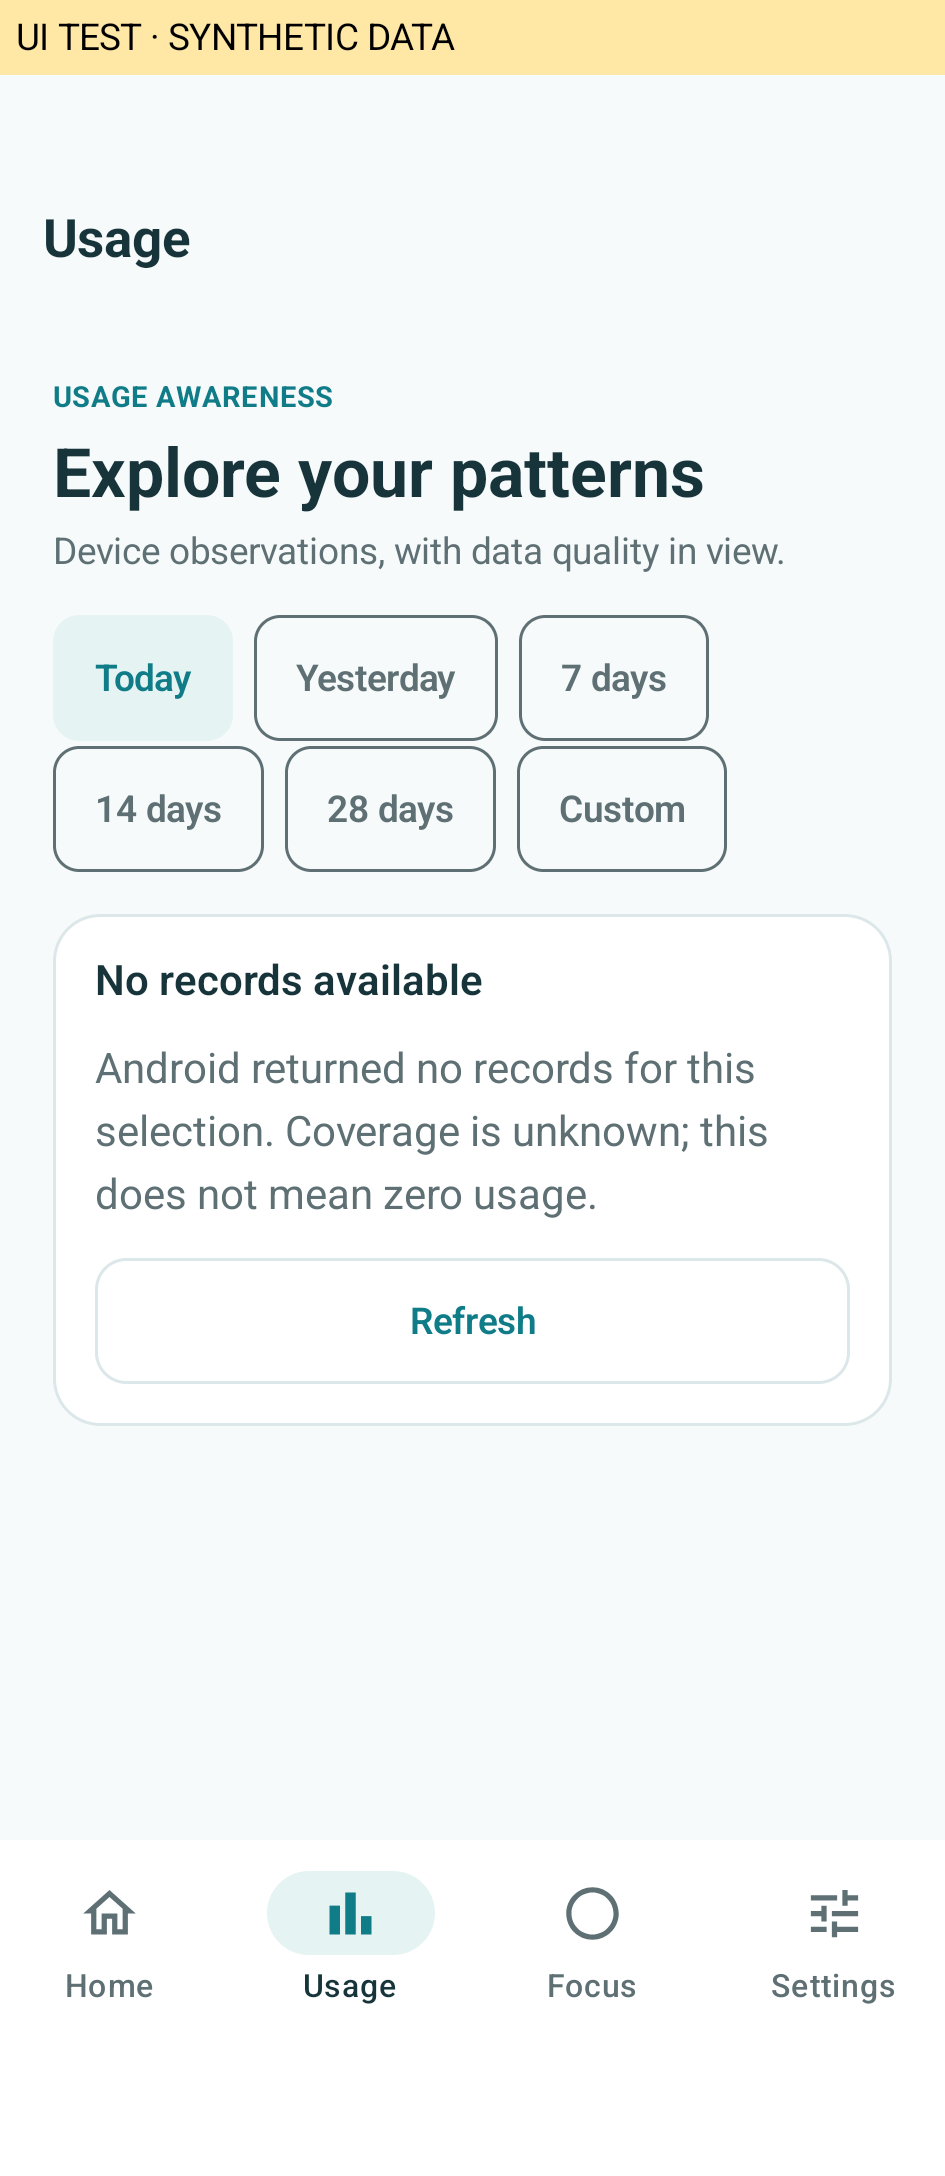 UI TEST · SYNTHETIC DATA
Usage
USAGE AWARENESS
Explore your patterns
Device observations, with data quality in view.
Today Yesterday 7 days
14 days 28 days Custom
No records available
Android returned no records for this
selection. Coverage is unknown; this
does not mean zero usage.
Refresh
Home Usage Focus Settings